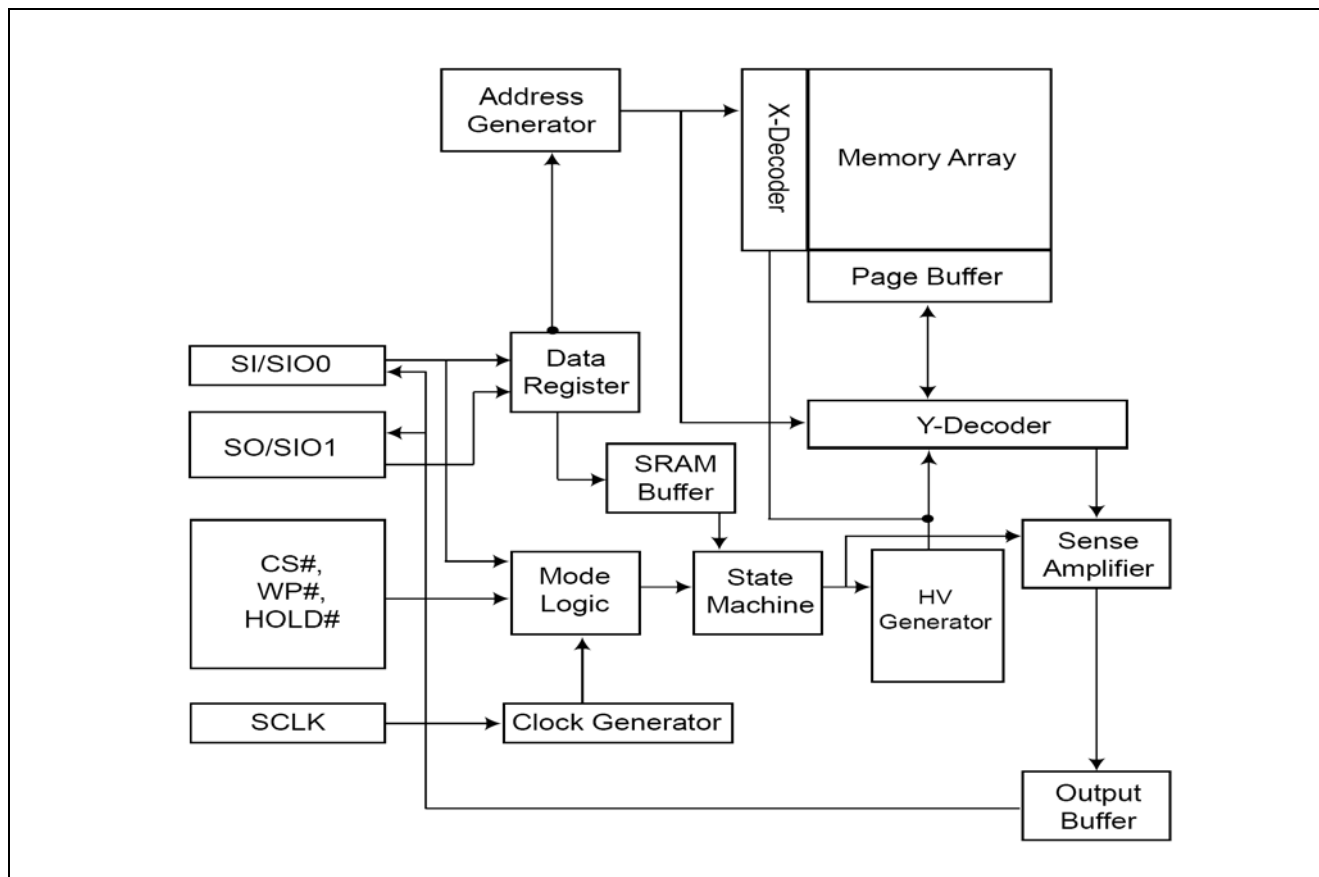 Address
Generator
X-Decoder
Memory Array
Page Buffer
SI/SIO0
Data
Register
SO/SIO1
Y-Decoder
SRAM
Buffer
CS#,
WP#,
HOLD#
Mode
Logic
State
Machine
HV
Generator
Sense
Amplifier
SCLK
Clock Generator
Output
Buffer